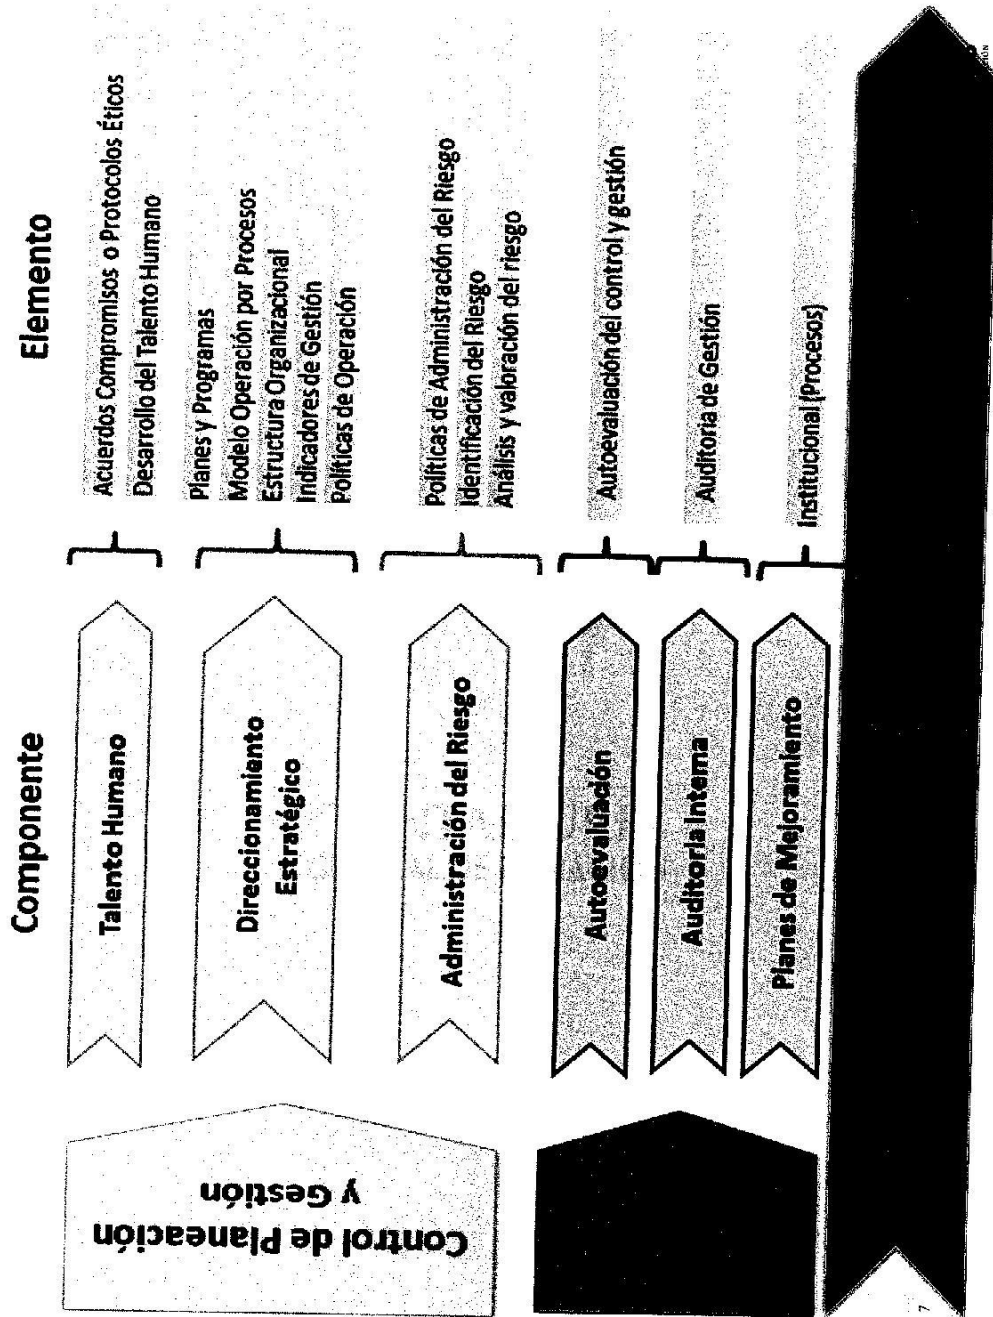 Componente
Elemento
Control de Planeación
y Gestión
Talento Humano
Acuerdos Compromisos o Protocolos Éticos
Desarrollo del Talento Humano
Direccionamiento
Estratégico
Planes y Programas
Modelo Operación por Procesos
Estructura Organizacional
Indicadores de Gestión
Políticas de Operación
Administración del Riesgo
Políticas de Administración del Riesgo
Identificación del Riesgo
Análisis y valoración del riesgo
Autoevaluación
Autoevaluación del control y gestión
Auditoria Interna
Auditoria de Gestión
Planes de Mejoramiento
Institucional (Procesos)
7